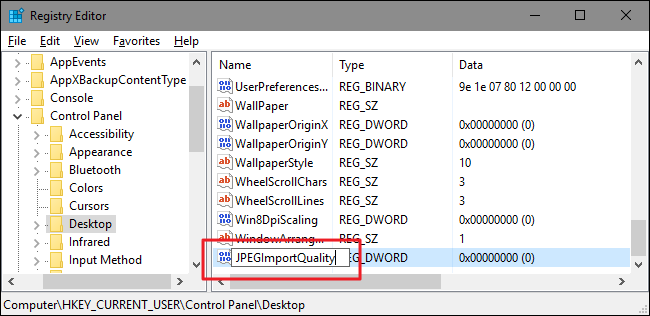 Registry Editor
File Edit View Favorites Help
AppEvents
AppXBackupContentType
Console
Control Panel
Accessibility
Appearance
Bluetooth
Colors
Cursors
Desktop
Infrared
Input Method
Name Type Data
UserPreferences... REG_BINARY 9e 1e 07 80 12 00 00 00
WallPaper REG_SZ
WallpaperOriginX REG_DWORD 0x00000000 (0)
WallpaperOriginY REG_DWORD 0x00000000 (0)
WallpaperStyle REG_SZ 10
WheelScrollChars REG_SZ 3
WheelScrollLines REG_SZ 3
Win8DpiScaling REG_DWORD 0x00000000 (0)
WindowArrang... REG_SZ 1
JPEGImportQuality REG_DWORD 0x00000000 (0)
Computer\HKEY_CURRENT_USER\Control Panel\Desktop